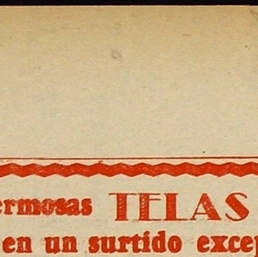 ermosas TELAS
en un surtido excep